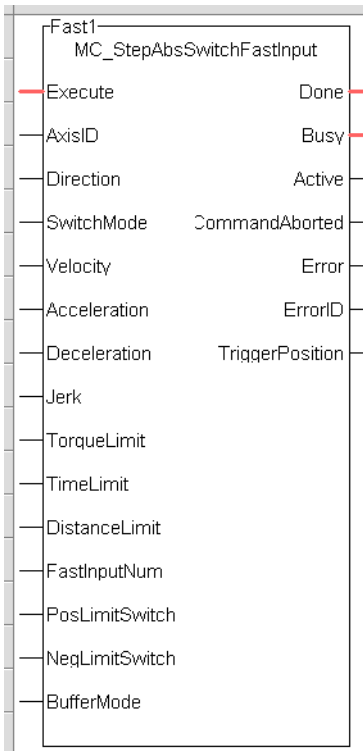 Fast1
MC_StepAbsSwitchFastInput
Execute Done
AxisID Busy
Direction Active
SwitchMode CommandAborted
Velocity Error
Acceleration ErrorID
Deceleration TriggerPosition
Jerk
TorqueLimit
TimeLimit
DistanceLimit
FastInputNum
PosLimitSwitch
NegLimitSwitch
BufferMode